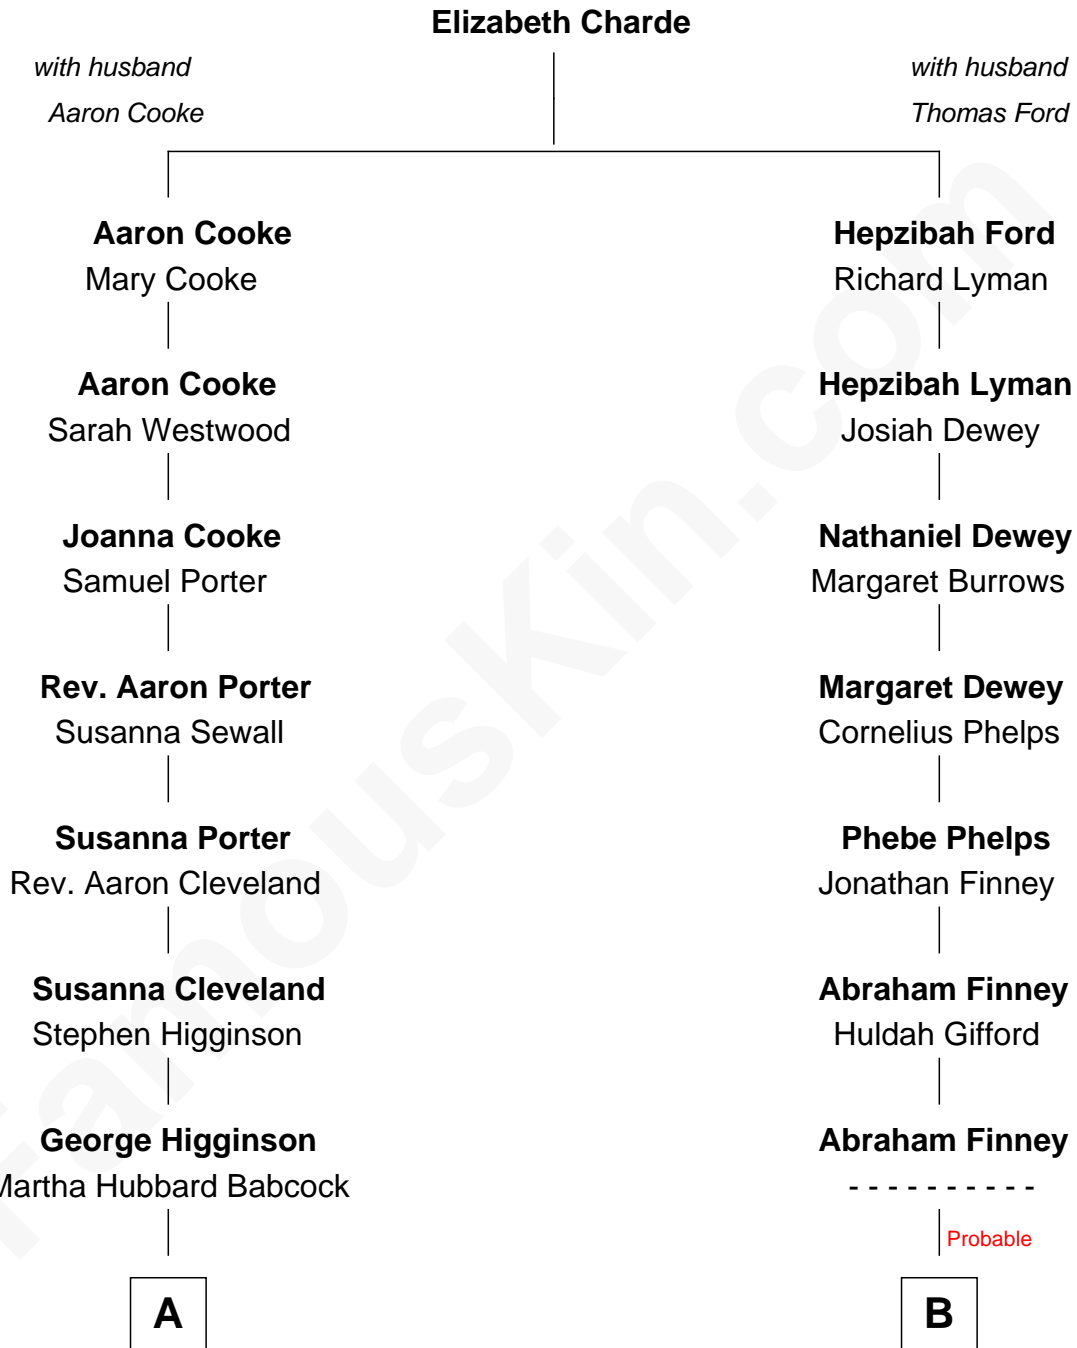 Elizabeth Charde
with husband
Aaron Cooke
with husband
Thomas Ford
Aaron Cooke
Mary Cooke
Hepzibah Ford
Richard Lyman
Aaron Cooke
Sarah Westwood
Hepzibah Lyman
Josiah Dewey
Joanna Cooke
Samuel Porter
Nathaniel Dewey
Margaret Burrows
Rev. Aaron Porter
Susanna Sewall
Margaret Dewey
Cornelius Phelps
Susanna Porter
Rev. Aaron Cleveland
Phebe Phelps
Jonathan Finney
Susanna Cleveland
Stephen Higginson
Abraham Finney
Huldah Gifford
George Higginson
Martha Hubbard Babcock
Abraham Finney
- - - - - - - - - -
Probable
A
B
FamousKin.com